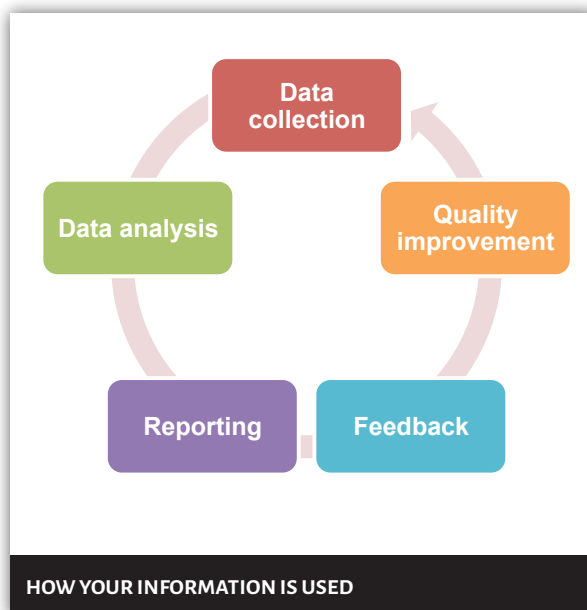 Data
collection
Quality
improvement
Data analysis
Reporting
Feedback
HOW YOUR INFORMATION IS USED